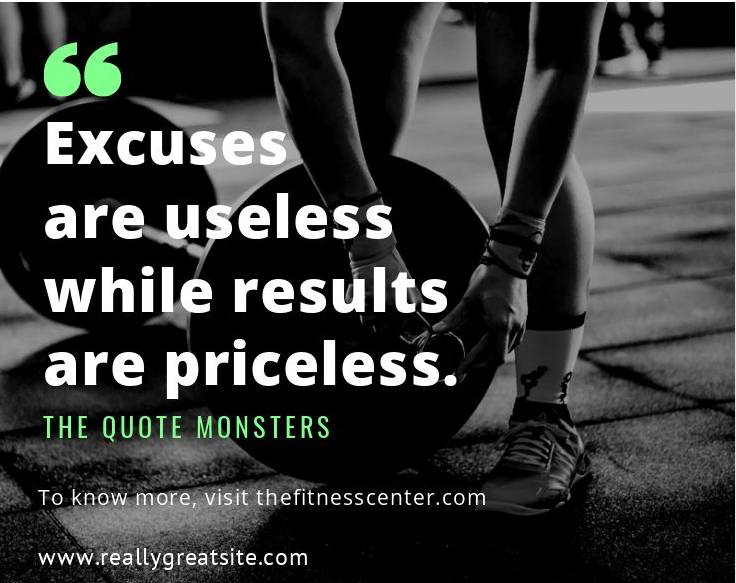 “
Excuses
are useless
while results
are priceless.
THE QUOTE MONSTERS
To know more, visit thefitnesscenter.com
www.reallygreatsite.com